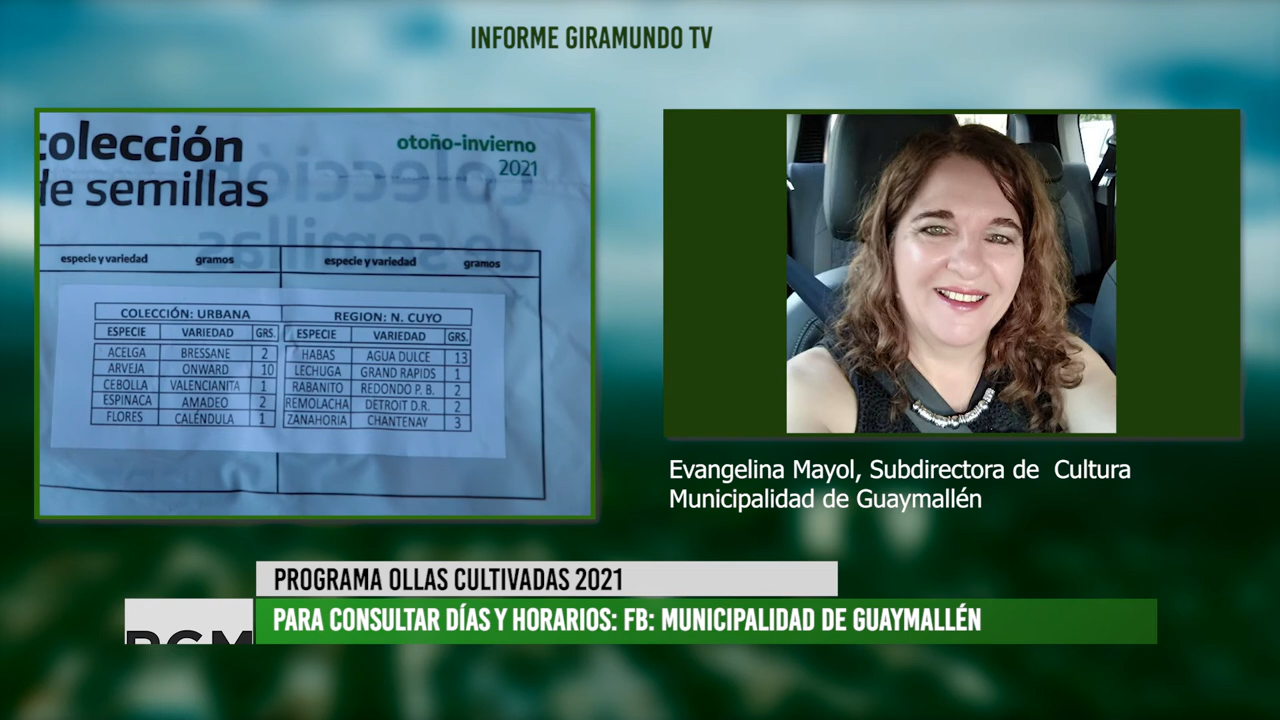 INFORME GIRAMUNDO TV
colección
de semillas
otoño-invierno
2021
especie y variedad gramos especie y variedad gramos
COLECCIÓN: URBANA REGION: N. CUYO
ESPECIE VARIEDAD GRS. ESPECIE VARIEDAD GRS.
ACELGA BRESSANE 2 HABAS AGUA DULCE 13
ARVEJA ONWARD 10 LECHUGA GRAND RAPIDS 1
CEBOLLA VALENCIANITA 1 RABANITO REDONDO P. B. 2
ESPINACA AMADEO 2 REMOLACHA DETROIT D.R. 2
FLORES CALÉNDULA 1 ZANAHORIA CHANTENAY 3
Evangelina Mayol, Subdirectora de Cultura
Municipalidad de Guaymallén
PROGRAMA OLLAS CULTIVADAS 2021
PARA CONSULTAR DÍAS Y HORARIOS: FB: MUNICIPALIDAD DE GUAYMALLÉN